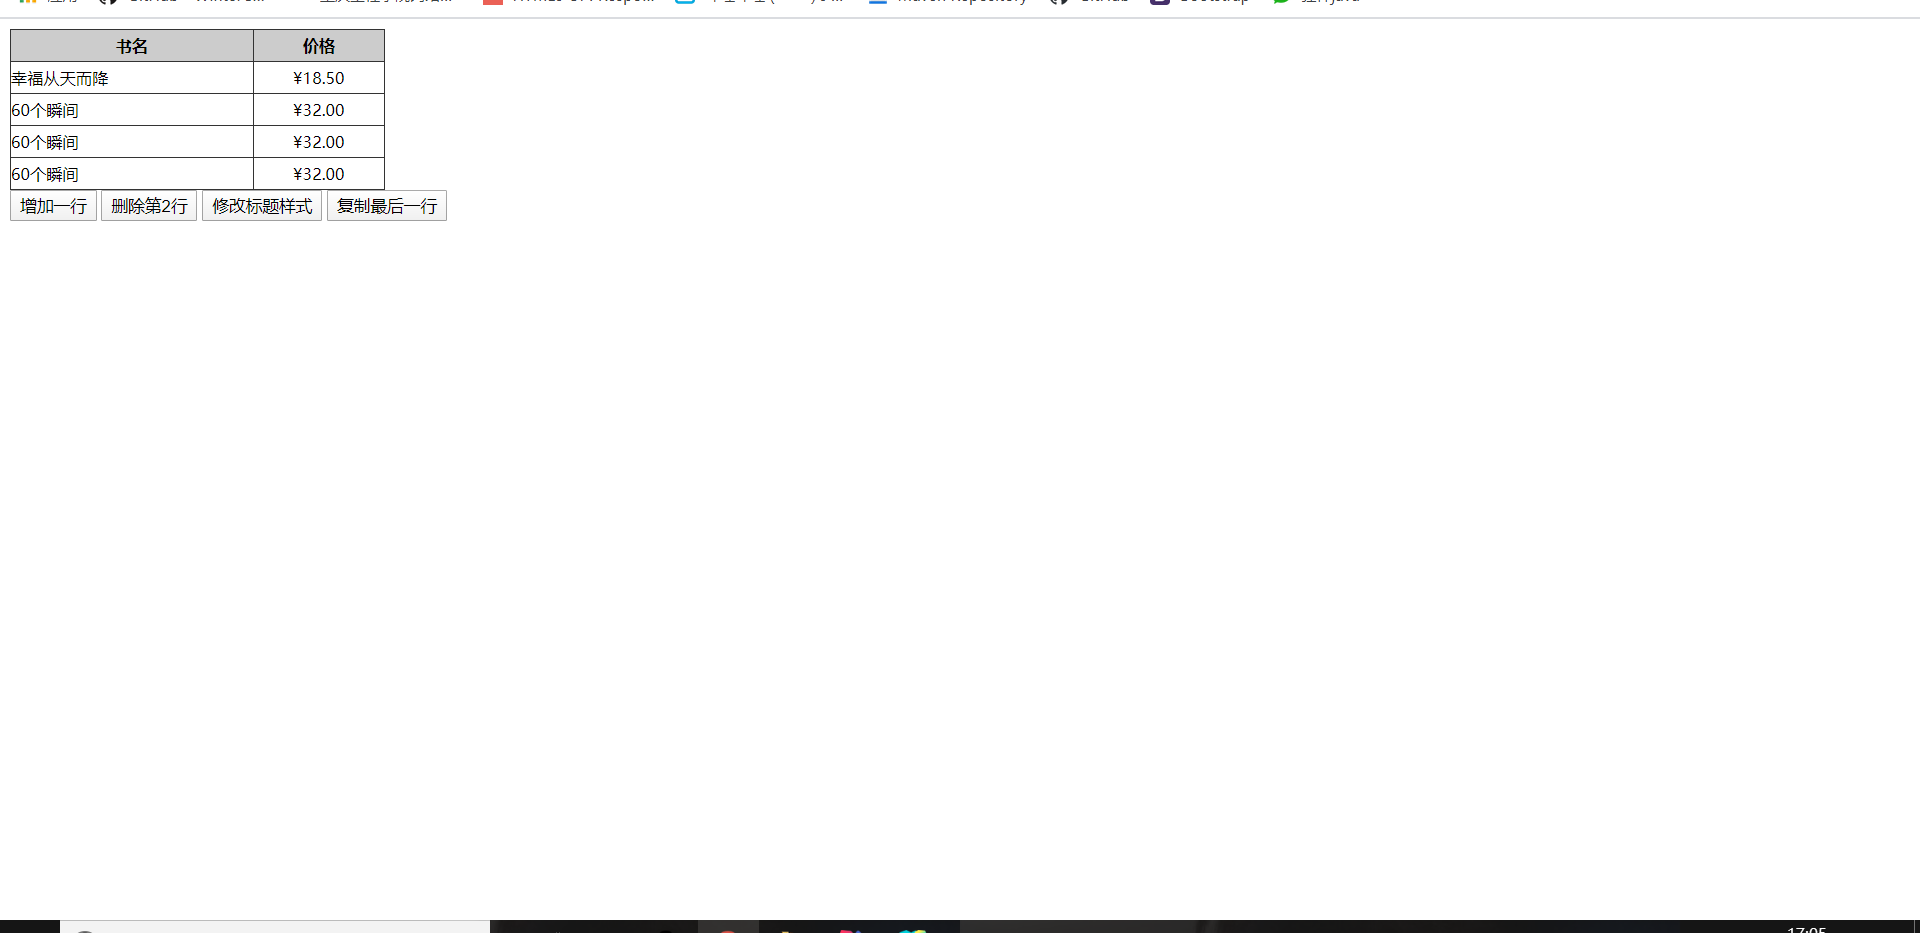 书名 价格
幸福从天而降 ¥18.50
60个瞬间 ¥32.00
60个瞬间 ¥32.00
60个瞬间 ¥32.00
增加一行 删除第2行 修改标题样式 复制最后一行